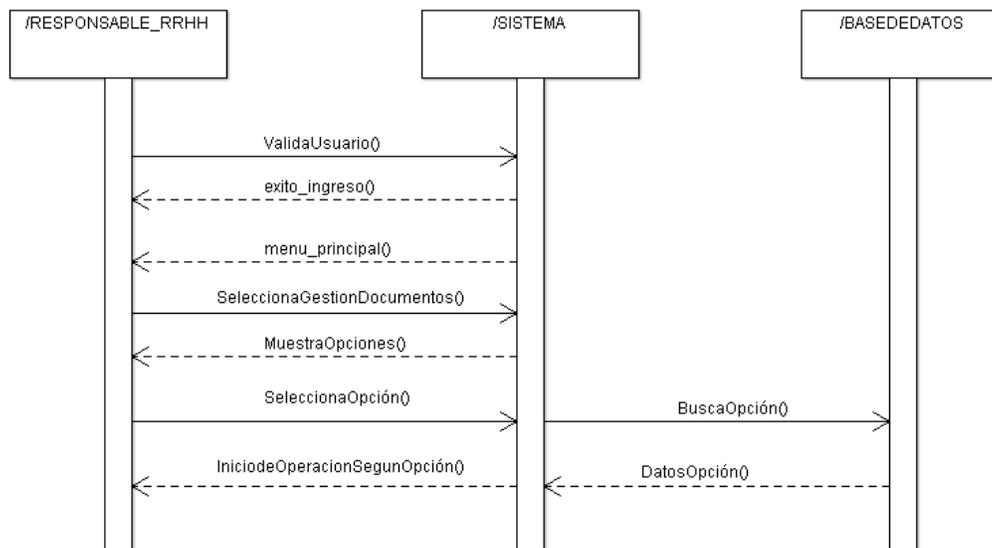 /RESPONSABLE_RRHH
/SISTEMA
/BASEDEDATOS
ValidaUsuario()
exito_ingreso()
menu_principal()
SeleccionaGestionDocumentos()
MuestraOpciones()
SeleccionaOpción()
BuscaOpción()
IniciodeOperacionSegunOpción()
DatosOpción()